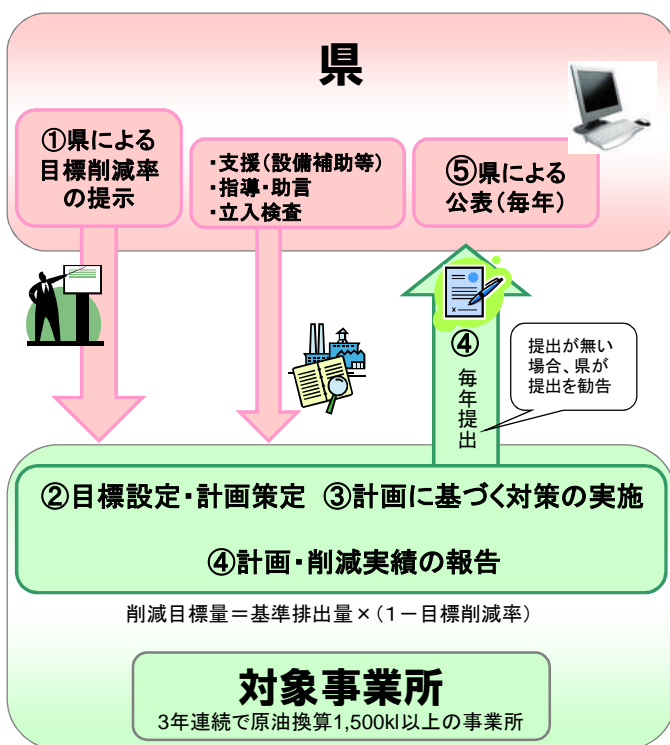 県
①県による
目標削減率
の提示
・支援(設備補助等)
・指導・助言
・立入検査
⑤県による
公表(毎年)
④
毎年提出
提出が無い
場合、県が
提出を勧告
②目標設定・計画策定 ③計画に基づく対策の実施
④計画・削減実績の報告
削減目標量＝基準排出量×(1－目標削減率)
対象事業所
3年連続で原油換算1,500kl以上の事業所